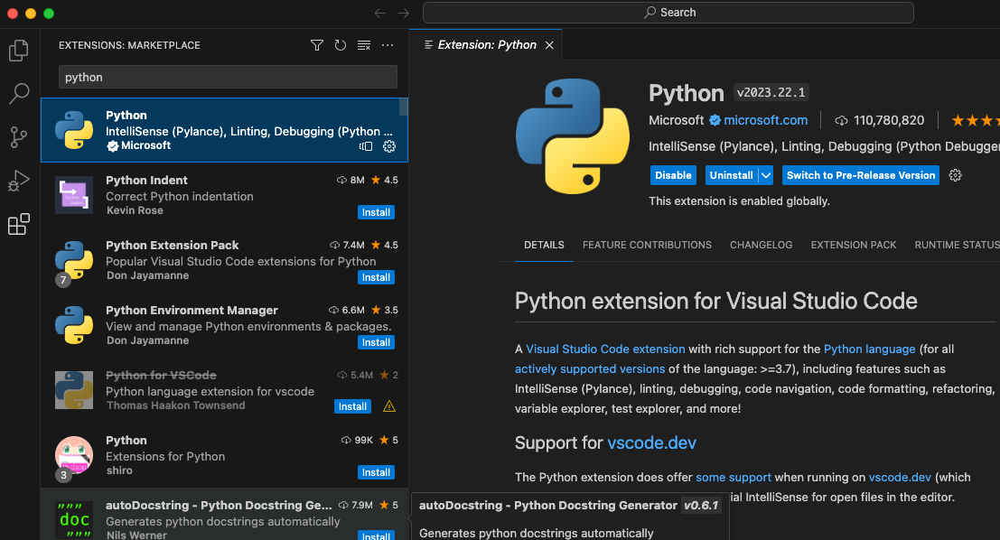 Search
EXTENSIONS: MARKETPLACE
python
Python
IntelliSense (Pylance), Linting, Debugging (Python ...
Microsoft
Python Indent 8M 4.5
Correct Python indentation
Kevin Rose
Install
Python Extension Pack 7.4M 4.5
Popular Visual Studio Code extensions for Python
Don Jayamanne
Install
7
Python Environment Manager 6.6M 3.5
View and manage Python environments & packages.
Don Jayamanne
Install
Python for VSCode 5.4M 2
Python language extension for vscode
Thomas Haakon Townsend
Install
Python 99K 5
Extensions for Python
shiro
Install
3
autoDocstring - Python Docstring Ge... 7.9M 5
Generates python docstrings automatically
Nils Werner
Install
"""
doc
"""
Extension: Python
Python v2023.22.1
Microsoft microsoft.com 110,780,820
IntelliSense (Pylance), Linting, Debugging (Python Debugger
Disable Uninstall Switch to Pre-Release Version
This extension is enabled globally.
DETAILS FEATURE CONTRIBUTIONS CHANGELOG EXTENSION PACK RUNTIME STATUS
Python extension for Visual Studio Code
A Visual Studio Code extension with rich support for the Python language (for all
actively supported versions of the language: >=3.7), including features such as
IntelliSense (Pylance), linting, debugging, code navigation, code formatting, refactoring,
variable explorer, test explorer, and more!
Support for vscode.dev
The Python extension does offer some support when running on vscode.dev (which
ial IntelliSense for open files in the editor.
autoDocstring - Python Docstring Generator v0.6.1
Generates python docstrings automatically